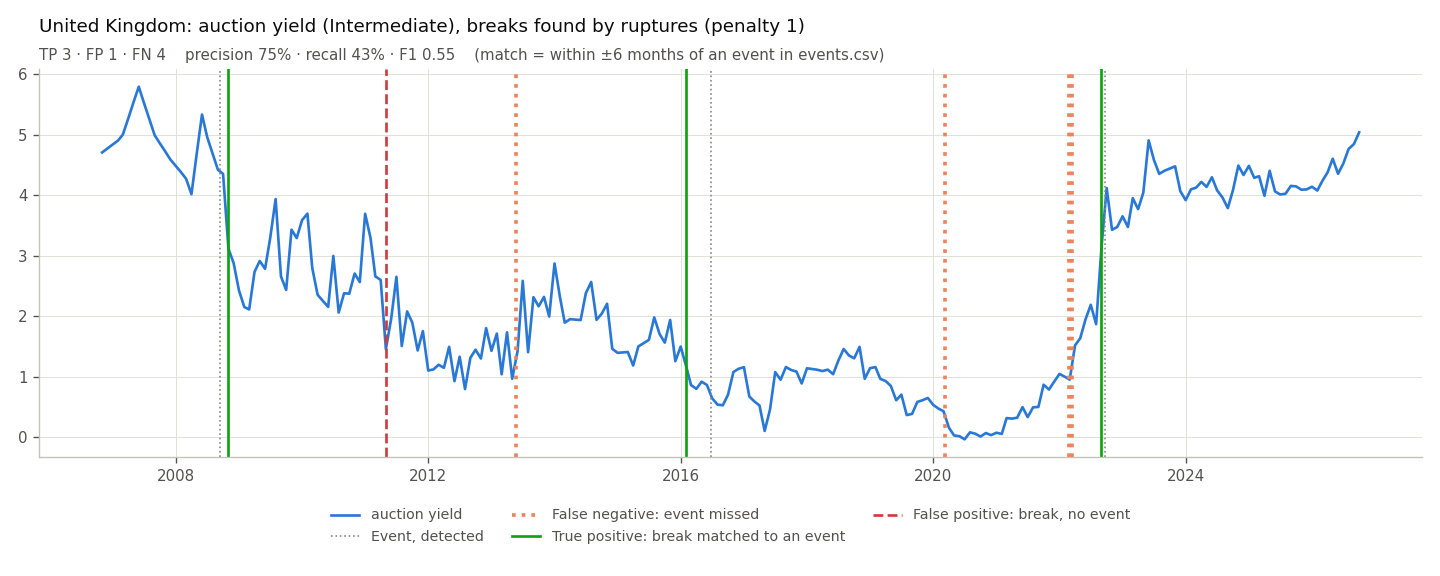 United Kingdom: auction yield (Intermediate), breaks found by ruptures (penalty 1)
TP 3 · FP 1 · FN 4    precision 75% · recall 43% · F1 0.55    (match = within ±6 months of an event in events.csv)
6
5
4
3
2
1
0
2008
2012
2016
2020
2024
auction yield
False negative: event missed
False positive: break, no event
Event, detected
True positive: break matched to an event